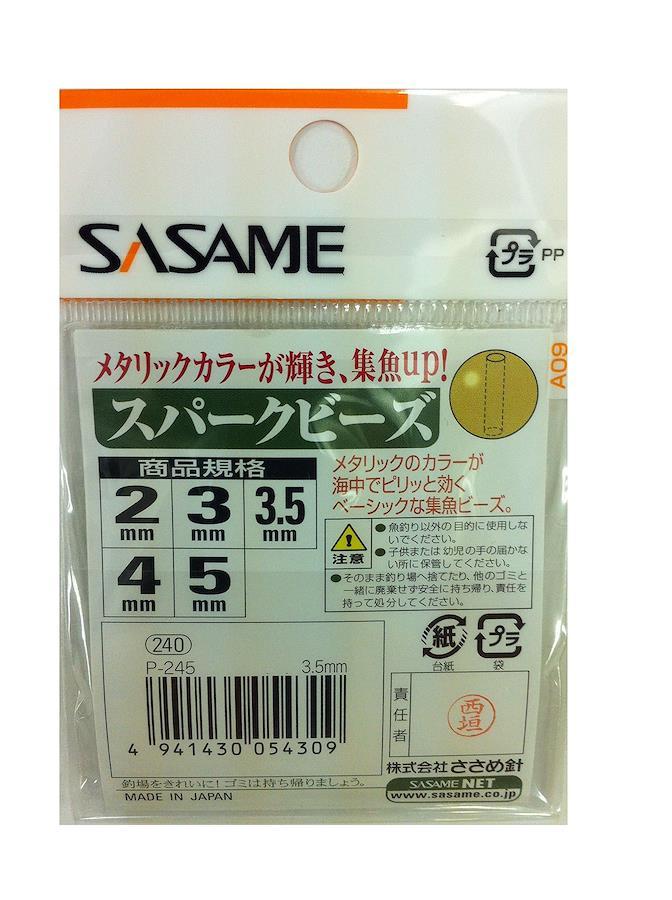 SASAME
プラ PP
A09
メタリックカラーが輝き、集魚up!
スパークビーズ
商品規格
2mm 3mm 3.5mm
4mm 5mm
メタリックのカラーが
海中でピリッと効く
ベーシックな集魚ビーズ。
注意
●魚釣り以外の目的に使用しな
いでください。
●子供または幼児の手の届かな
い所に保管してください。
●そのまま釣り場へ捨てたり、他のゴミと
一緒に廃棄せず安全に持ち帰り、責任を
持って処分してください。
240
P-245 3.5mm
4 941430 054309
紙 プラ
台紙 袋
責任者
西垣
株式会社 ささめ針
SASAME NET
www.sasame.co.jp
釣場をきれいに!ゴミは持ち帰りましょう。
MADE IN JAPAN